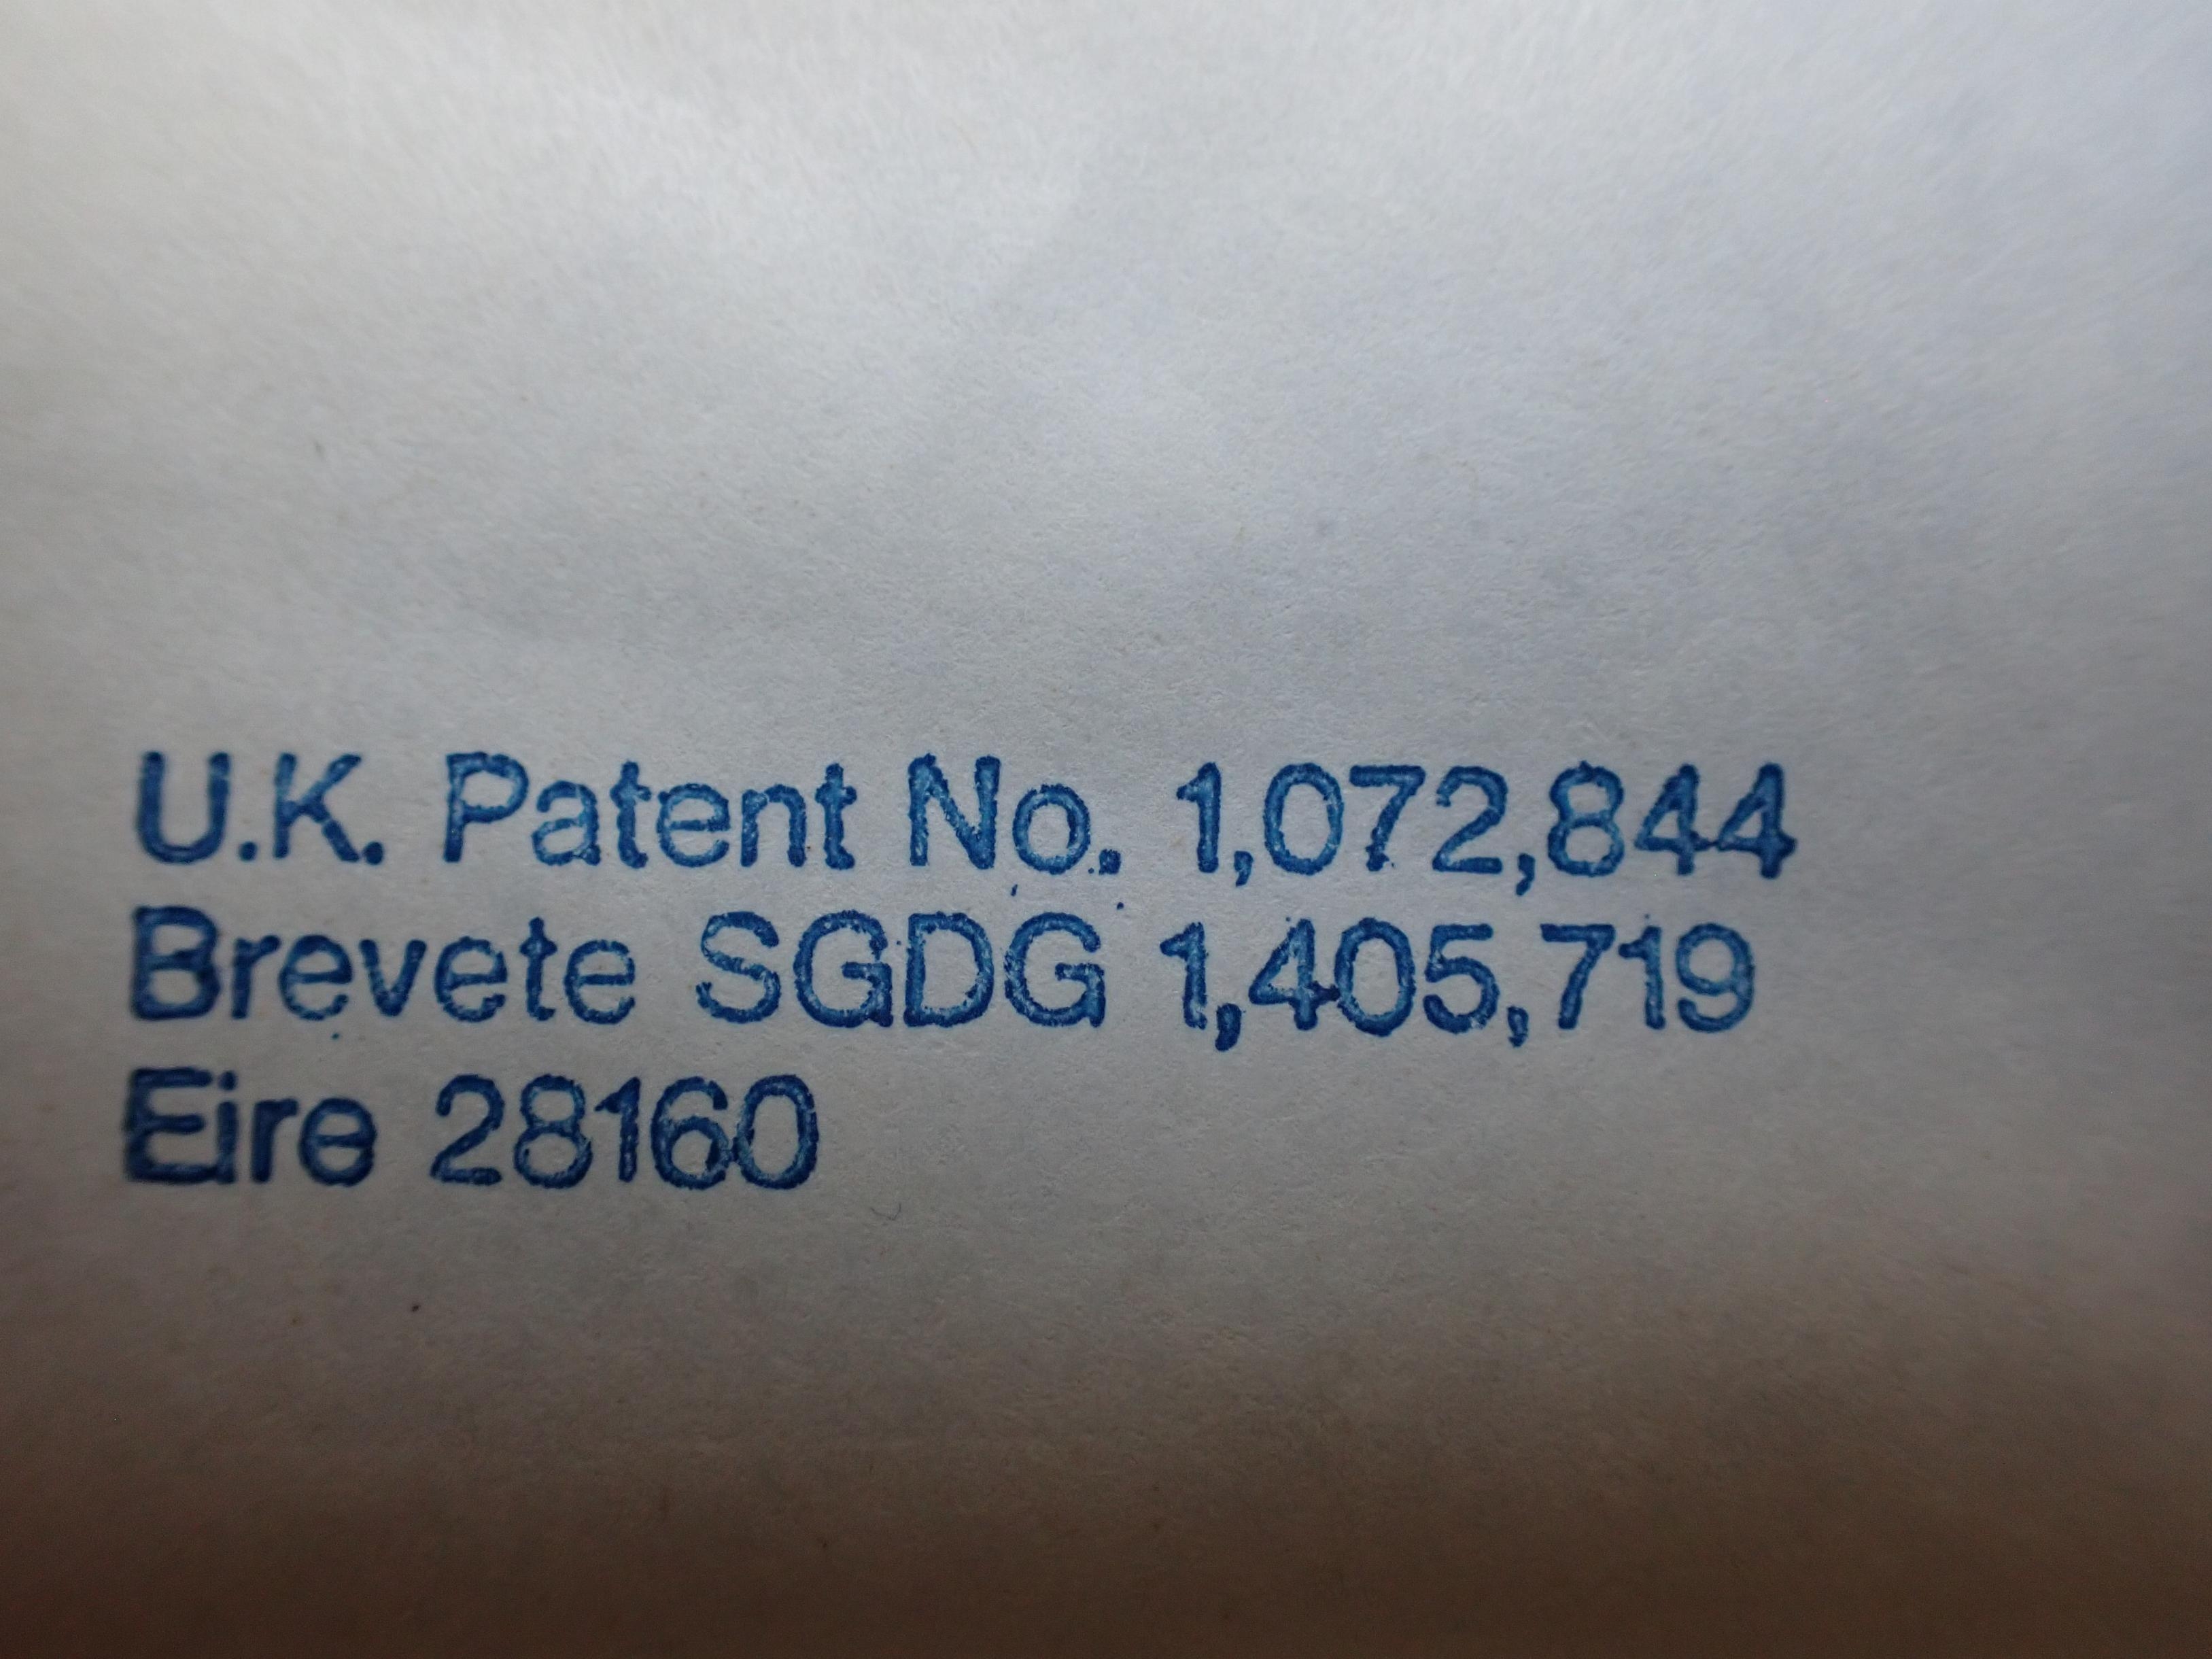 U.K. Patent No. 1,072,844
Brevete SGDG 1,405,719
Eire 28160